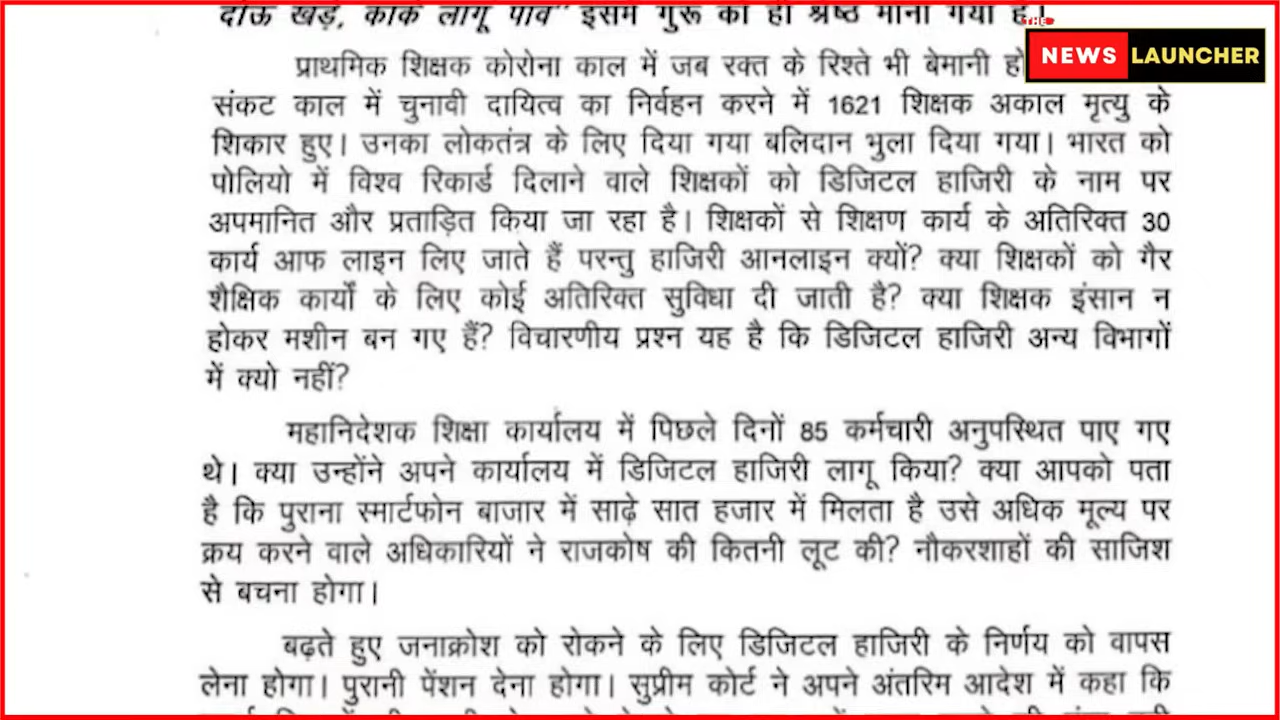 दोऊ खड़े, काके लागू पाव" इसमें गुरू को ही श्रेष्ठ माना गया है।
THE
NEWS LAUNCHER
प्राथमिक शिक्षक कोरोना काल में जब रक्त के रिश्ते भी बेमानी
संकट काल में चुनावी दायित्व का निर्वहन करने में 1621 शिक्षक अकाल मृत्यु के
शिकार हुए। उनका लोकतंत्र के लिए दिया गया बलिदान भुला दिया गया। भारत को
पोलियो में विश्व रिकार्ड दिलाने वाले शिक्षकों को डिजिटल हाजिरी के नाम पर
अपमानित और प्रताड़ित किया जा रहा है। शिक्षकों से शिक्षण कार्य के अतिरिक्त 30
कार्य आफ लाइन लिए जाते हैं परन्तु हाजिरी आनलाइन क्यों? क्या शिक्षकों को गैर
शैक्षिक कार्यों के लिए कोई अतिरिक्त सुविधा दी जाती है? क्या शिक्षक इंसान न
होकर मशीन बन गए हैं? विचारणीय प्रश्न यह है कि डिजिटल हाजिरी अन्य विभागों
में क्यो नहीं?
महानिदेशक शिक्षा कार्यालय में पिछले दिनों 85 कर्मचारी अनुपस्थित पाए गए
थे। क्या उन्होंने अपने कार्यालय में डिजिटल हाजिरी लागू किया? क्या आपको पता
है कि पुराना स्मार्टफोन बाजार में साढ़े सात हजार में मिलता है उसे अधिक मूल्य पर
क्रय करने वाले अधिकारियों ने राजकोष की कितनी लूट की? नौकरशाहों की साजिश
से बचना होगा।
बढ़ते हुए जनाक्रोश को रोकने के लिए डिजिटल हाजिरी के निर्णय को वापस
लेना होगा। पुरानी पेंशन देना होगा। सुप्रीम कोर्ट ने अपने अंतरिम आदेश में कहा कि